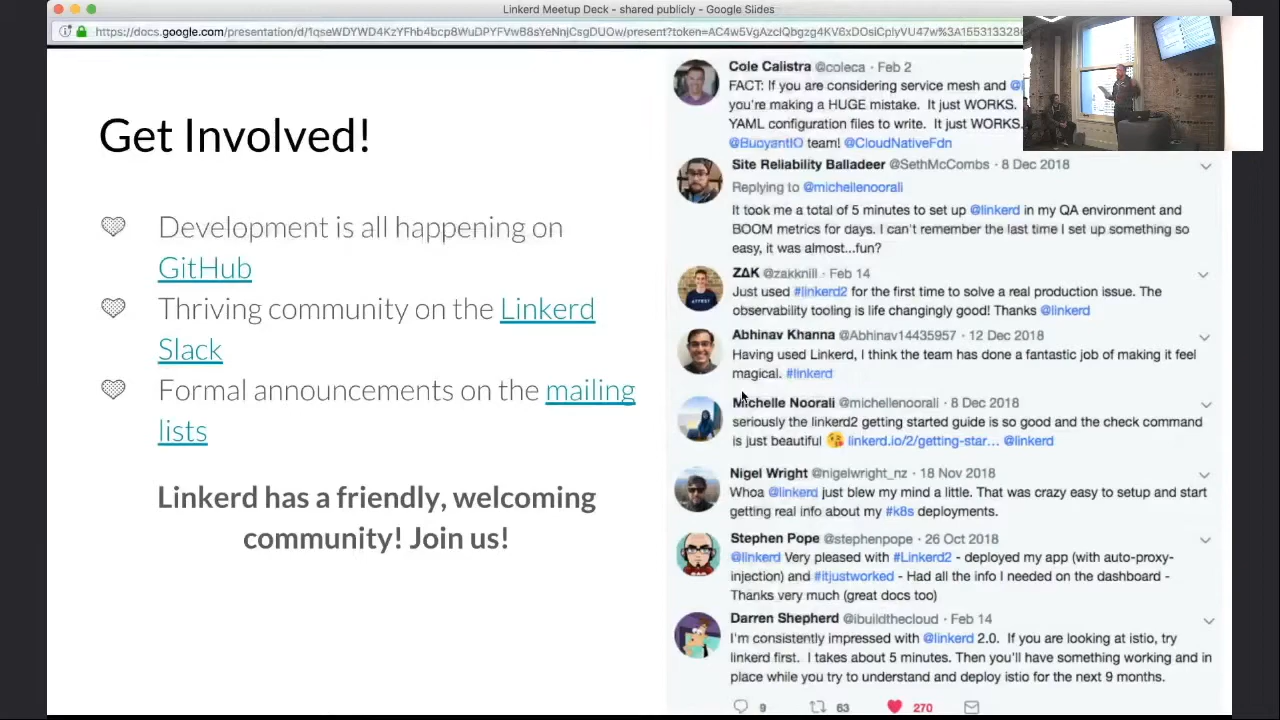 Linkerd Meetup Deck - shared publicly - Google Slides
Get Involved!
Development is all happening on
GitHub
Thriving community on the Linkerd
Slack
Formal announcements on the mailing
lists
Linkerd has a friendly, welcoming
community! Join us!
Cole Calistra @coleca · Feb 2
FACT: If you are considering service mesh and
you're making a HUGE mistake. It just WORKS.
YAML configuration files to write. It just WORKS.
@BuoyantIO team! @CloudNativeFdn
Site Reliability Balladeer @SethMcCombs · 8 Dec 2018
Replying to @michellenoorali
It took me a total of 5 minutes to set up @linkerd in my QA environment and
BOOM metrics for days. I can't remember the last time I set up something so
easy, it was almost...fun?
ZΔK @zakknill · Feb 14
Just used #linkerd2 for the first time to solve a real production issue. The
observability tooling is life changingly good! Thanks @linkerd
Abhinav Khanna @Abhinav14435957 · 12 Dec 2018
Having used Linkerd, I think the team has done a fantastic job of making it feel
magical. #linkerd
Michelle Noorali @michellenoorali · 8 Dec 2018
seriously the linkerd2 getting started guide is so good and the check command
is just beautiful 😘 linkerd.io/2/getting-star... @linkerd
Nigel Wright @nigelwright_nz · 18 Nov 2018
Whoa @linkerd just blew my mind a little. That was crazy easy to setup and start
getting real info about my #k8s deployments.
Stephen Pope @stephenpope · 26 Oct 2018
@linkerd Very pleased with #Linkerd2 - deployed my app (with auto-proxy-
injection) and #itjustworked - Had all the info I needed on the dashboard -
Thanks very much (great docs too)
Darren Shepherd @ibuildthecloud · Feb 14
I'm consistently impressed with @linkerd 2.0. If you are looking at istio, try
linkerd first. I takes about 5 minutes. Then you'll have something working and in
place while you try to understand and deploy istio for the next 9 months.
9 63 270